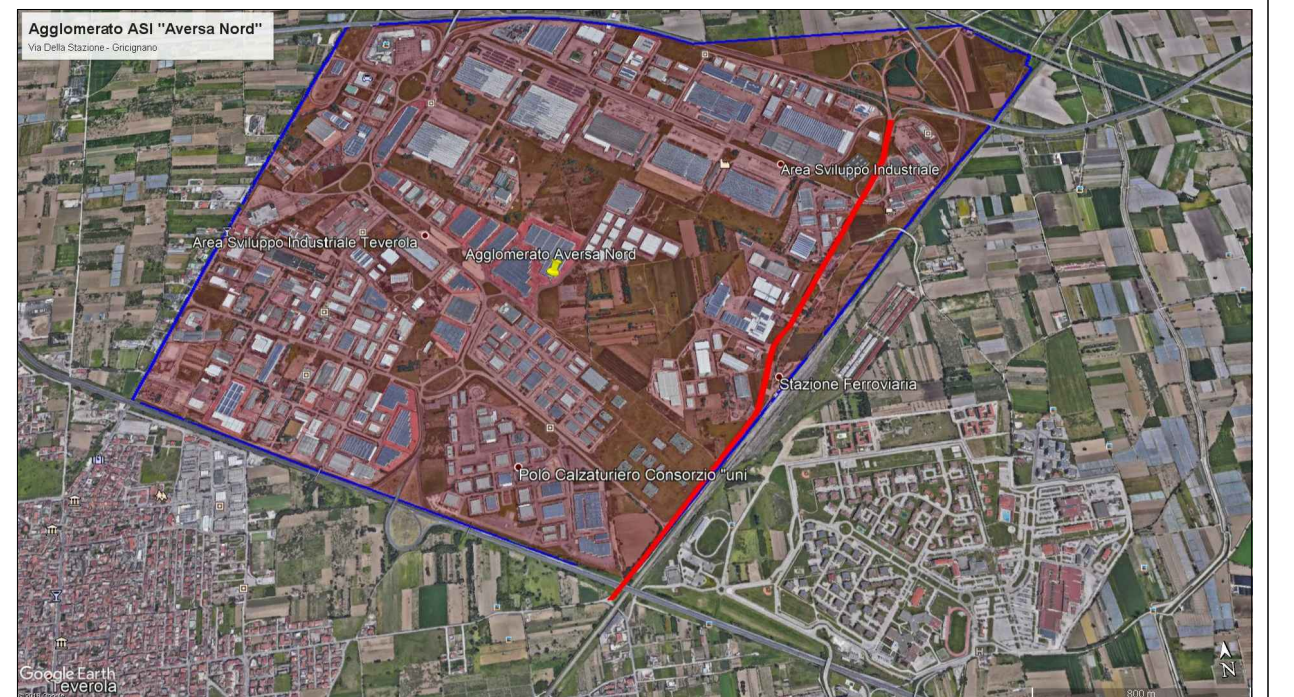 Agglomerato ASI "Aversa Nord"
Via Della Stazione - Gricignano
Area Sviluppo Industriale
Area Sviluppo Industriale Teverola
Agglomerato Aversa Nord
Stazione Ferroviaria
Polo Calzaturiero Consorzio "uni
Google Earth
Teverola
N
800 m